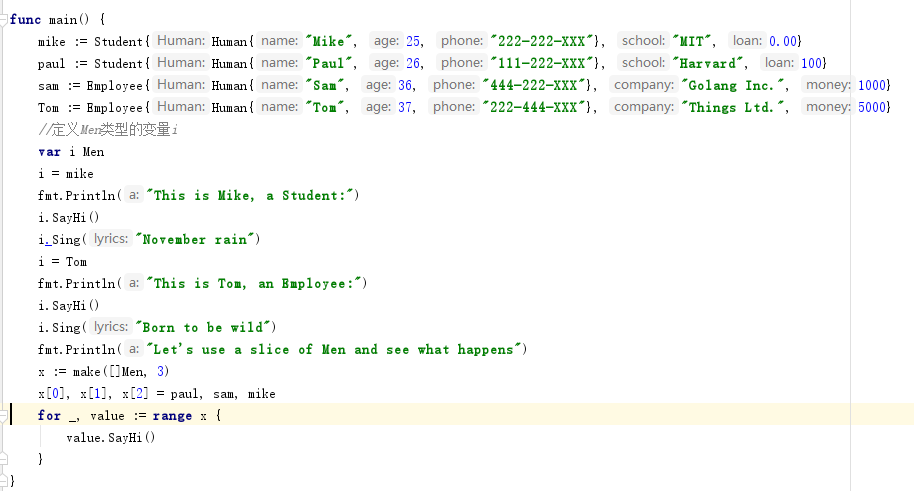 func main() {
    mike := Student{ Human: Human{ name: "Mike", age: 25, phone: "222-222-XXX"}, school: "MIT", loan: 0.00}
    paul := Student{ Human: Human{ name: "Paul", age: 26, phone: "111-222-XXX"}, school: "Harvard", loan: 100}
    sam := Employee{ Human: Human{ name: "Sam", age: 36, phone: "444-222-XXX"}, company: "Golang Inc.", money: 1000}
    Tom := Employee{ Human: Human{ name: "Tom", age: 37, phone: "222-444-XXX"}, company: "Things Ltd.", money: 5000}
    //定义Men类型的变量i
    var i Men
    i = mike
    fmt.Println( a: "This is Mike, a Student:")
    i.SayHi()
    i.Sing( lyrics: "November rain")
    i = Tom
    fmt.Println( a: "This is Tom, an Employee:")
    i.SayHi()
    i.Sing( lyrics: "Born to be wild")
    fmt.Println( a: "Let's use a slice of Men and see what happens")
    x := make([]Men, 3)
    x[0], x[1], x[2] = paul, sam, mike
    for _, value := range x {
        value.SayHi()
    }
}